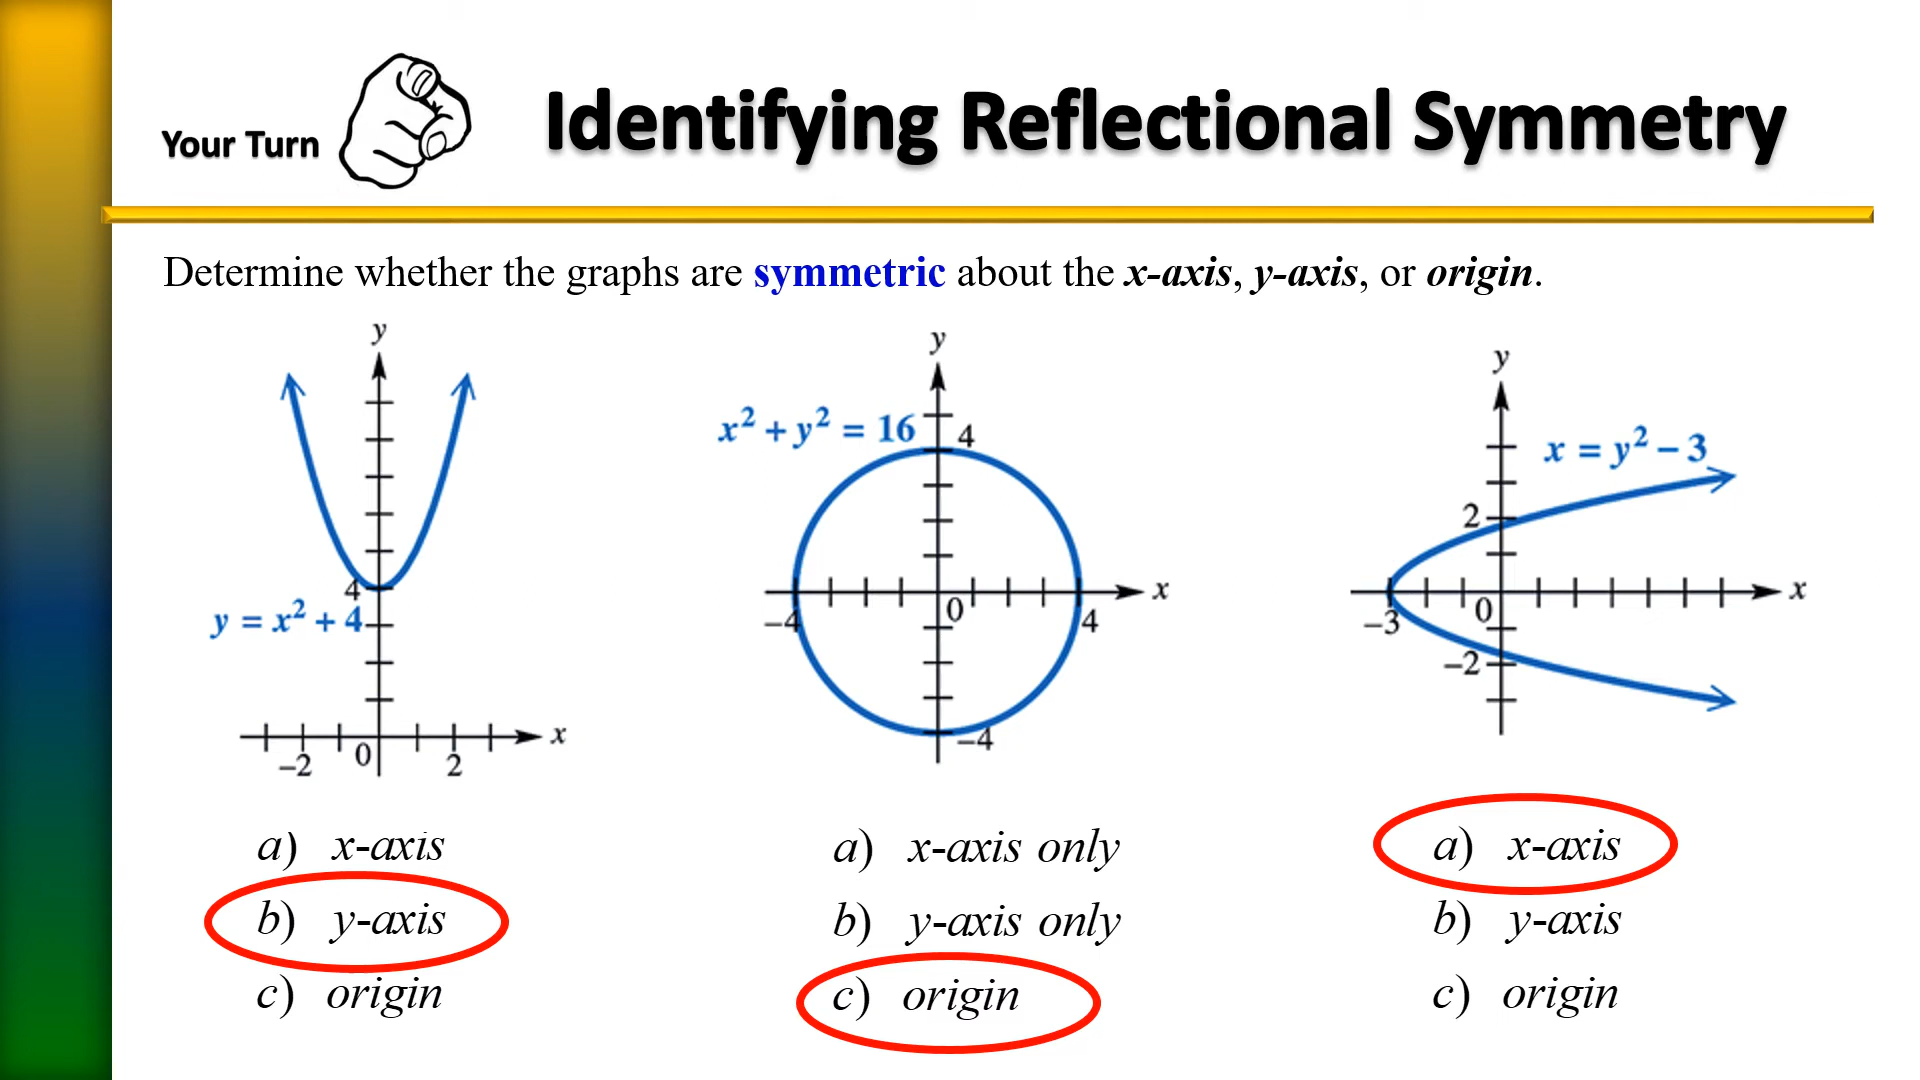 Your Turn
Identifying Reflectional Symmetry
Determine whether the graphs are symmetric about the x-axis, y-axis, or origin.
y
4
y = x² + 4
x
−2
0
2
a) x-axis
b) y-axis
c) origin
y
x² + y² = 16
4
x
−4
0
4
−4
a) x-axis only
b) y-axis only
c) origin
y
x = y² − 3
2
x
−3
0
−2
a) x-axis
b) y-axis
c) origin